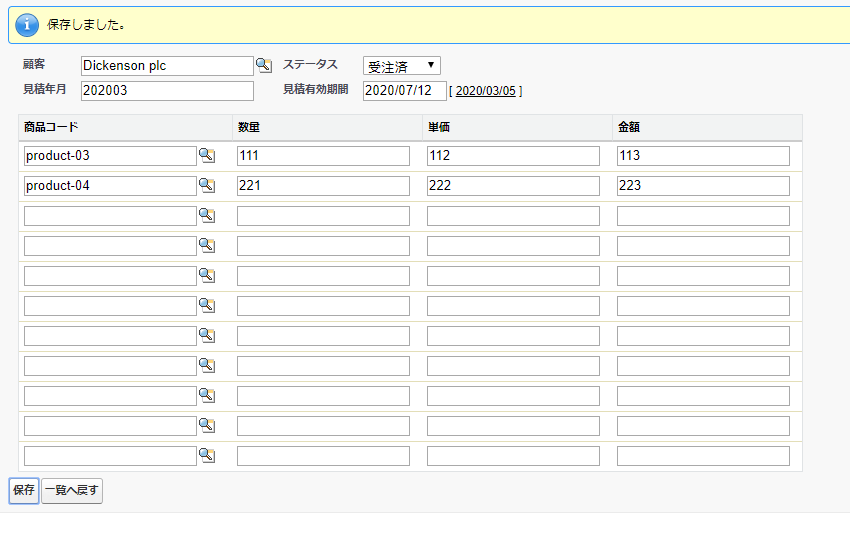 保存しました。
顧客 Dickenson plc ステータス 受注済
見積年月 202003 見積有効期間 2020/07/12 [ 2020/03/05 ]
商品コード 数量 単価 金額
product-03 111 112 113
product-04 221 222 223
保存 一覧へ戻す